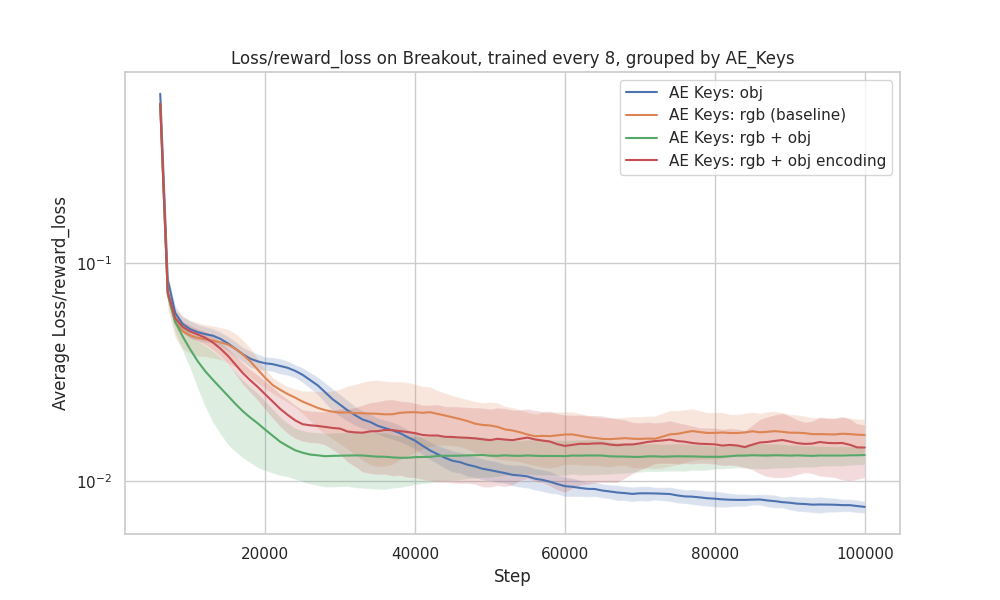 Loss/reward_loss on Breakout, trained every 8, grouped by AE_Keys
AE Keys: obj
AE Keys: rgb (baseline)
AE Keys: rgb + obj
AE Keys: rgb + obj encoding
Average Loss/reward_loss
10⁻¹
10⁻²
20000 40000 60000 80000 100000
Step